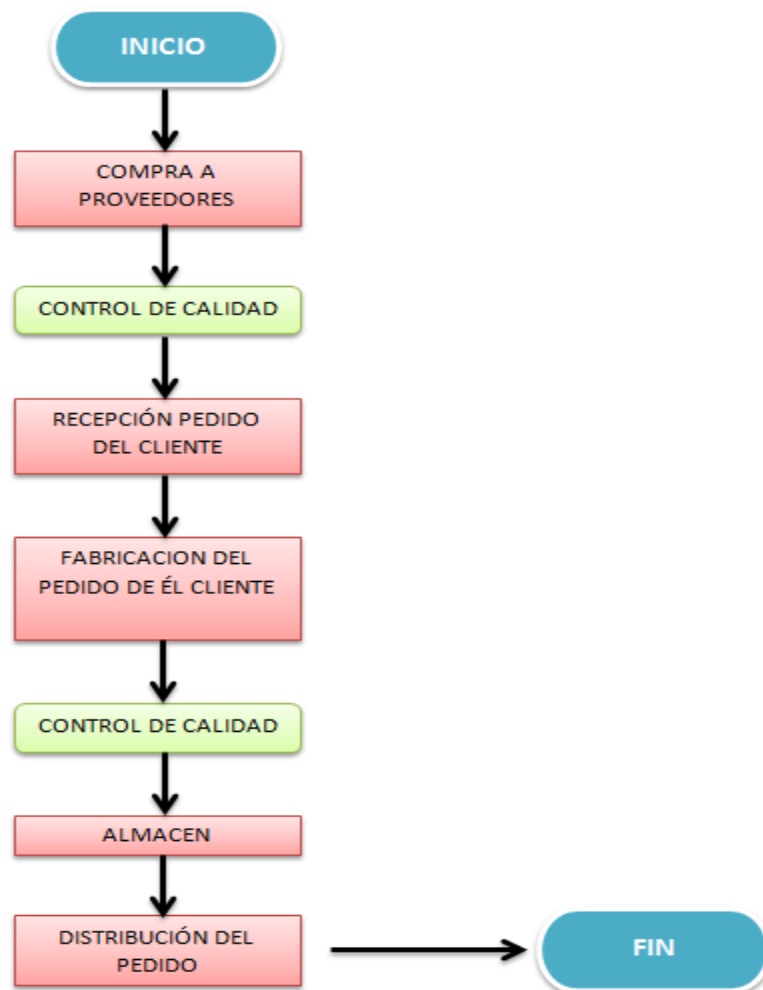 INICIO
COMPRA A
PROVEEDORES
CONTROL DE CALIDAD
RECEPCIÓN PEDIDO
DEL CLIENTE
FABRICACION DEL
PEDIDO DE ÉL CLIENTE
CONTROL DE CALIDAD
ALMACEN
DISTRIBUCIÓN DEL
PEDIDO
FIN